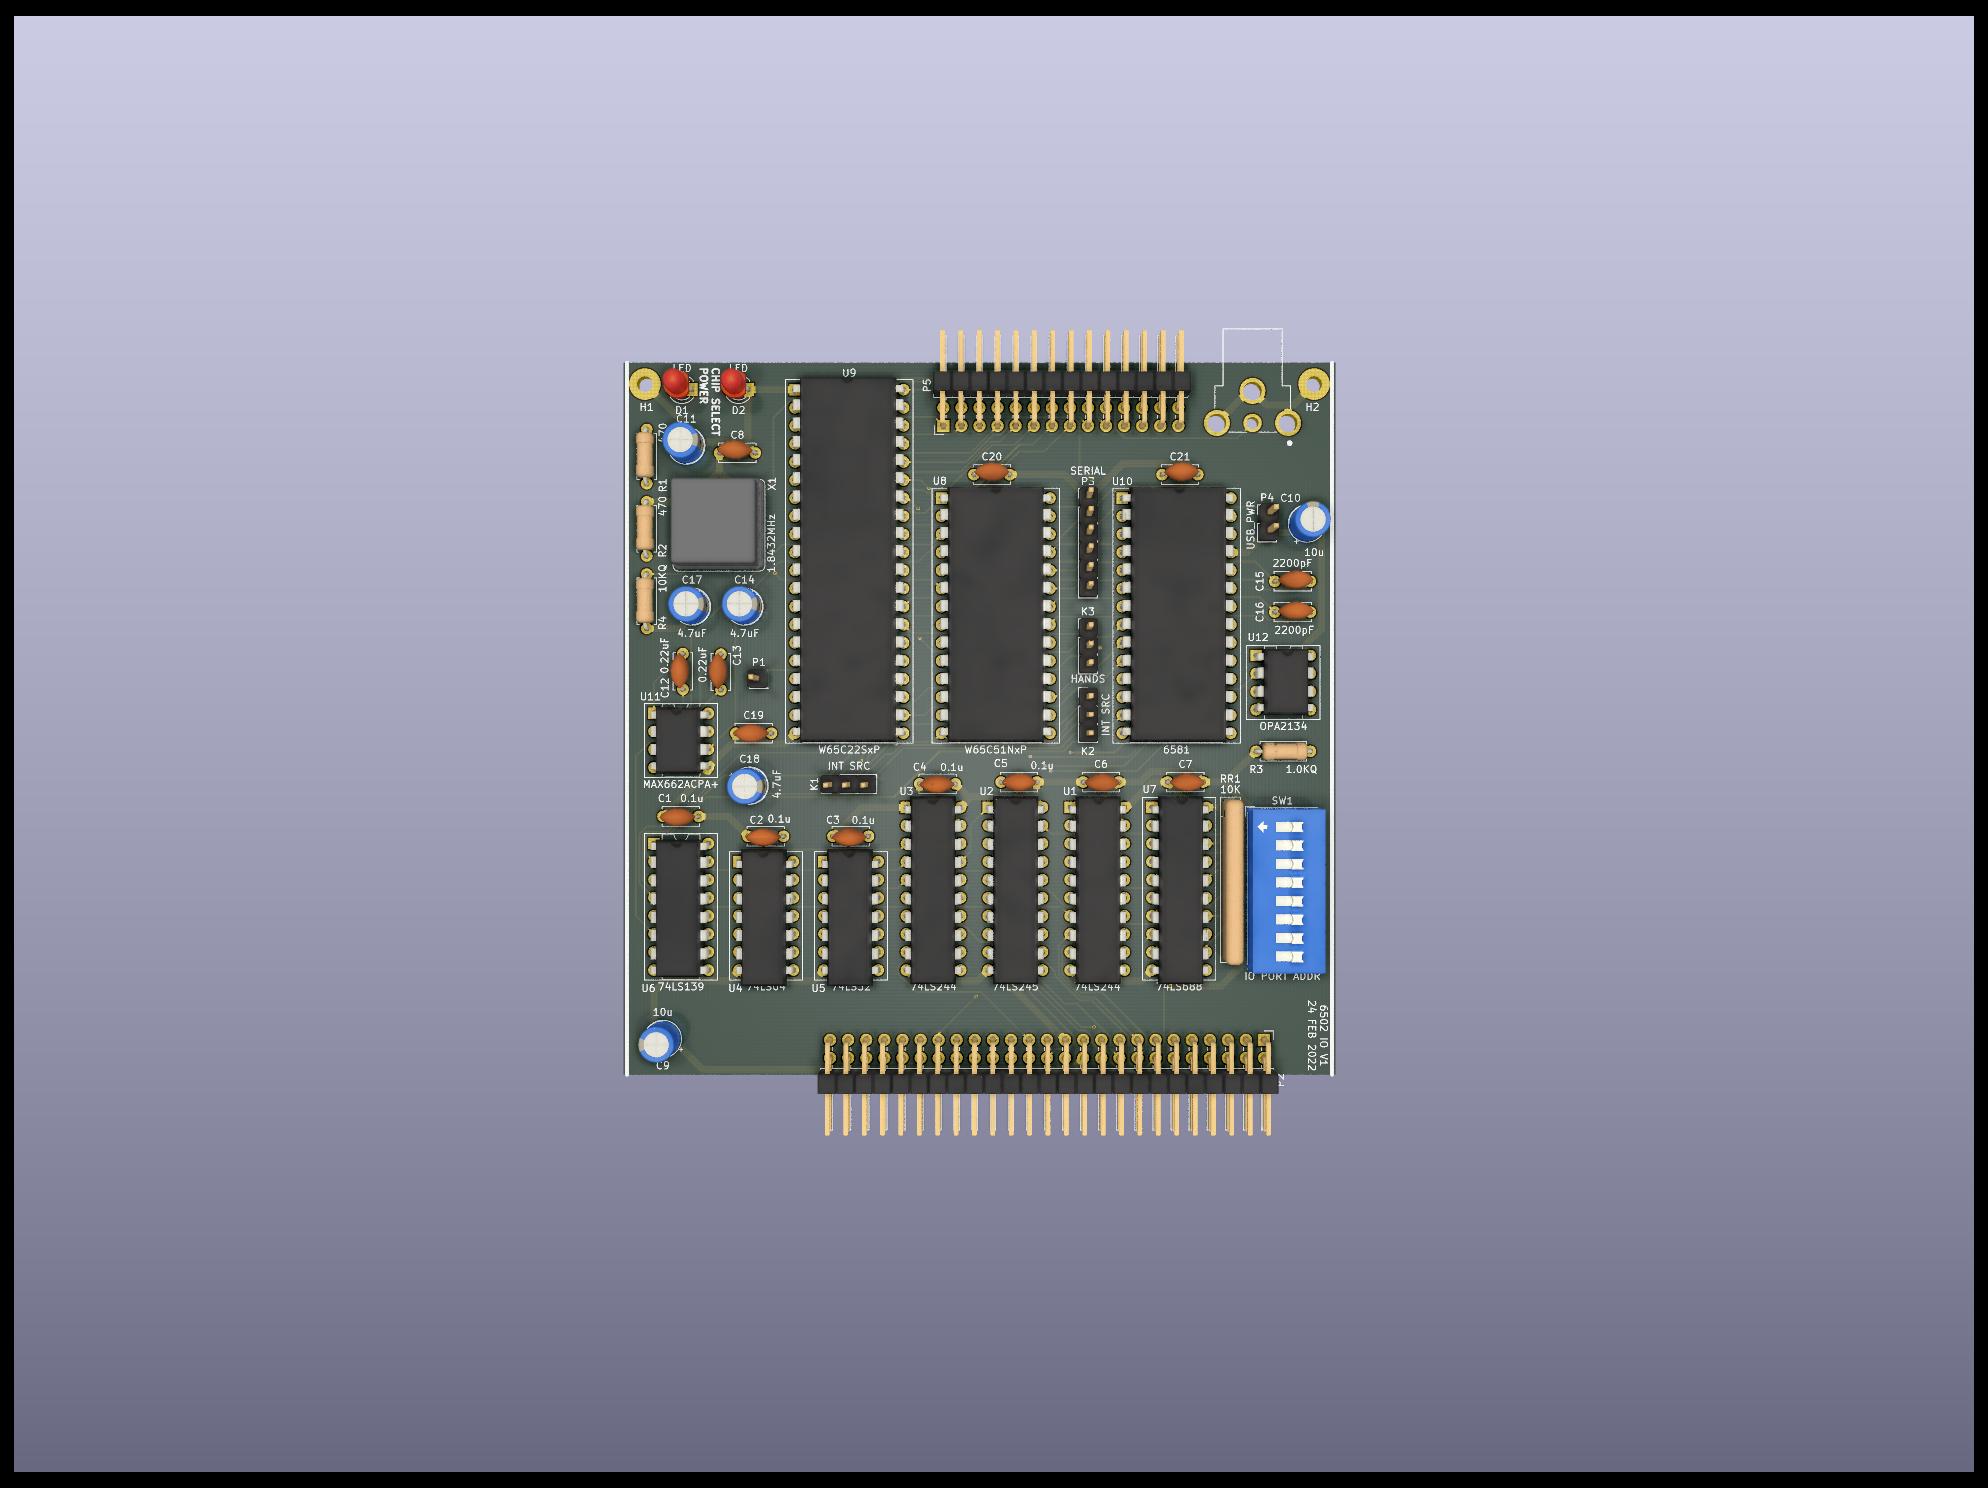 LED
LED
U9
H1
D1
D2
POWER
CHIP SELECT
P5
H2
C11
C8
470
R1
X1
1.8432MHz
470
R2
10KΩ
R4
C17
C14
4.7uF
4.7uF
C20
C21
U8
SERIAL
P3
U10
P4
C10
USB PWR
+
10u
2200pF
C15
C16
2200pF
K3
HANDS
INT SRC
K2
U12
OPA2134
C12 0.22uF
0.22uF
C13
P1
U11
C19
MAX662ACPA+
C18
4.7uF
W65C22SxP
W65C51NxP
6581
R3
1.0KΩ
INT SRC
K1
C4
0.1u
C5
0.1u
C6
C7
RR1
10K
SW1
C1
0.1u
C2
0.1u
C3
0.1u
U3
U2
U1
U7
IO PORT ADDR
U6
74LS139
U4
74LS04
U5
74LS32
74LS244
74LS245
74LS244
74LS688
10u
+
C9
6502 IO V1
24 FEB 2022
P2